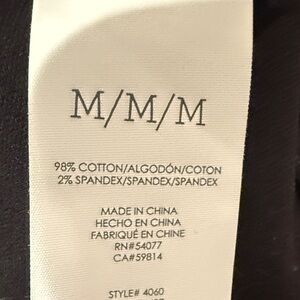 M/M/M
98% COTTON/ALGODÓN/COTON
2% SPANDEX/SPANDEX/SPANDEX
MADE IN CHINA
HECHO EN CHINA
FABRIQUÉ EN CHINE
RN#54077
CA#59814
STYLE# 4060